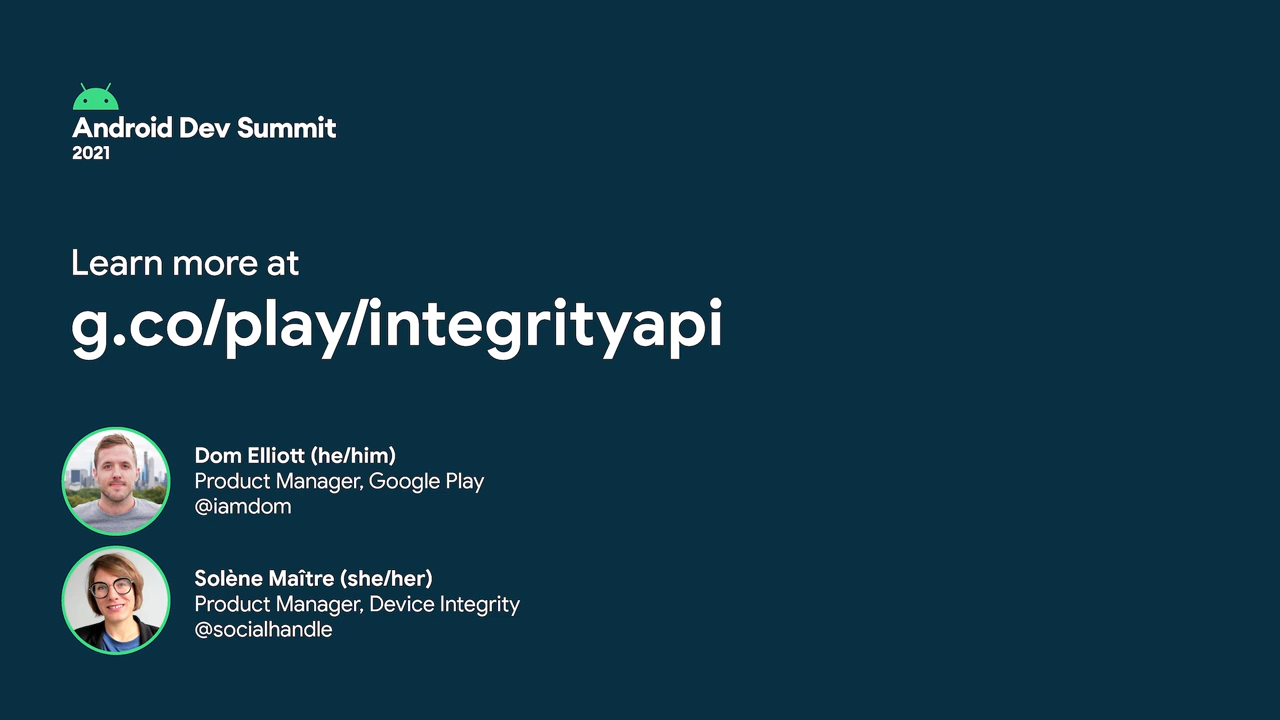 Android Dev Summit
2021
Learn more at
g.co/play/integrityapi
Dom Elliott (he/him)
Product Manager, Google Play
@iamdom
Solène Maître (she/her)
Product Manager, Device Integrity
@socialhandle